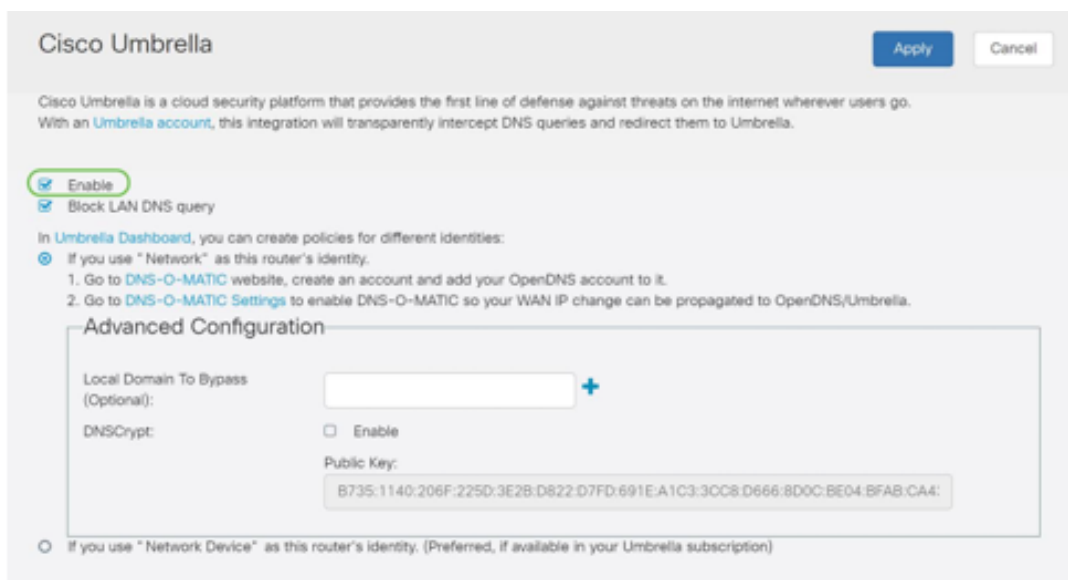 Cisco Umbrella
Apply
Cancel
Cisco Umbrella is a cloud security platform that provides the first line of defense against threats on the internet wherever users go.
With an Umbrella account, this integration will transparently intercept DNS queries and redirect them to Umbrella.
Enable
Block LAN DNS query
In Umbrella Dashboard, you can create policies for different identities:
If you use "Network" as this router's identity.
1. Go to DNS-O-MATIC website, create an account and add your OpenDNS account to it.
2. Go to DNS-O-MATIC Settings to enable DNS-O-MATIC so your WAN IP change can be propagated to OpenDNS/Umbrella.
Advanced Configuration
Local Domain To Bypass
(Optional):
DNSCrypt:
Enable
Public Key:
B735:1140:206F:225D:3E2B:D822:D7FD:691E:A1C3:3CC8:D666:8D0C:BE04:BFAB:CA4
If you use "Network Device" as this router's identity. (Preferred, if available in your Umbrella subscription)